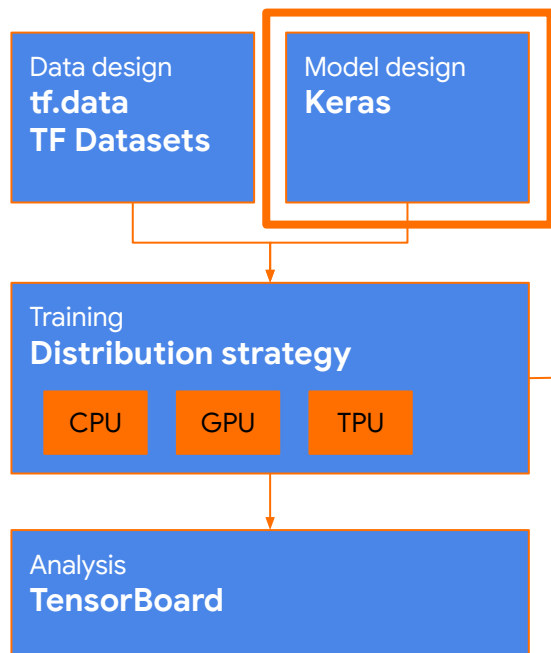 Data design
tf.data
TF Datasets
Model design
Keras
Training
Distribution strategy
CPU
GPU
TPU
Analysis
TensorBoard